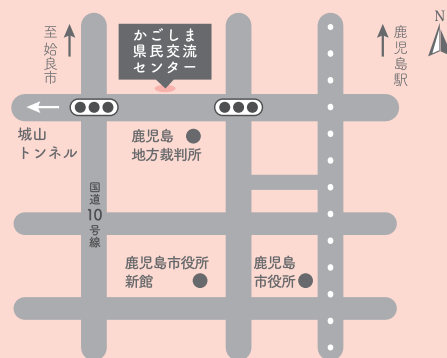 至姶良市
かごしま
県民交流
センター
鹿児島駅
N
城山
トンネル
鹿児島
地方裁判所
国道10号線
鹿児島市役所
新館
鹿児島
市役所